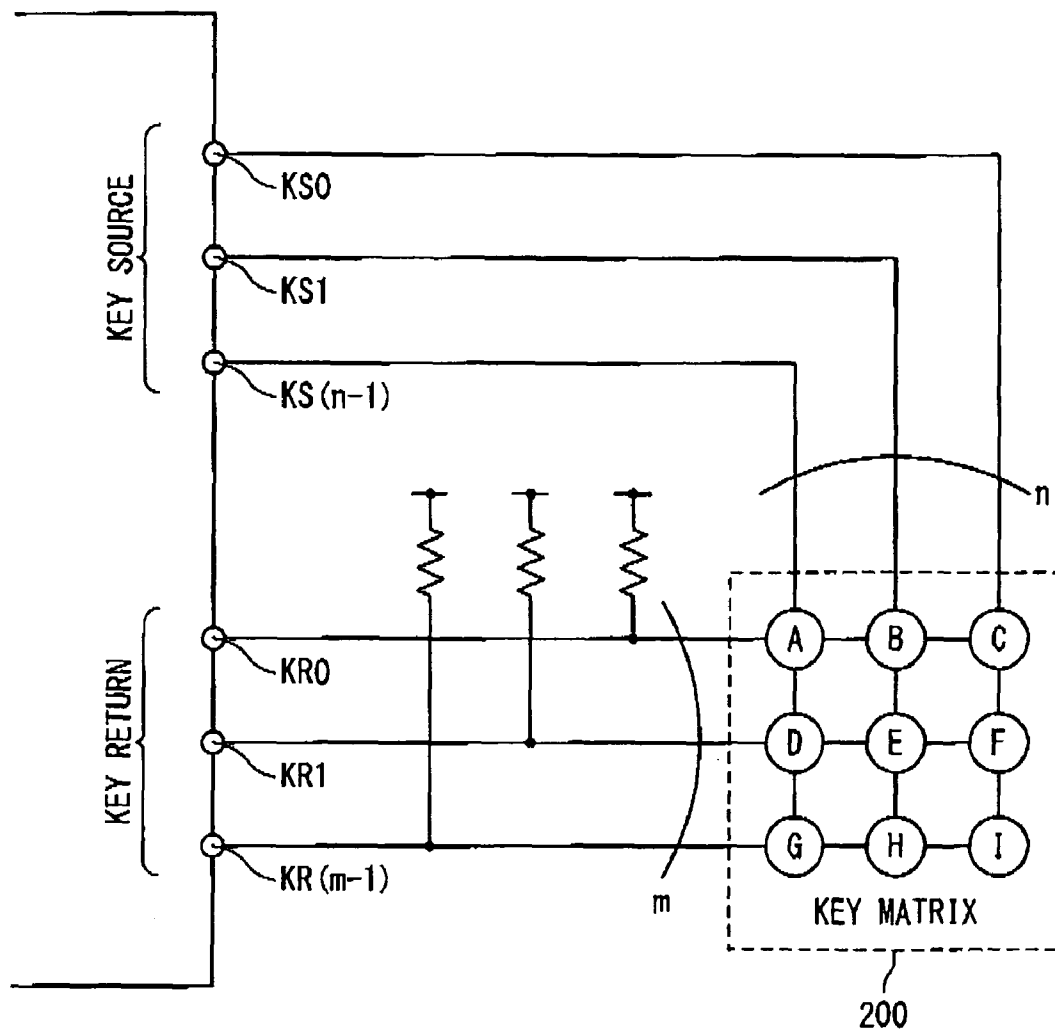 KEY SOURCE
KS0
KS1
KS(n-1)
n
KEY RETURN
KR0
KR1
KR(m-1)
m
A B C
D E F
G H I
KEY MATRIX
200